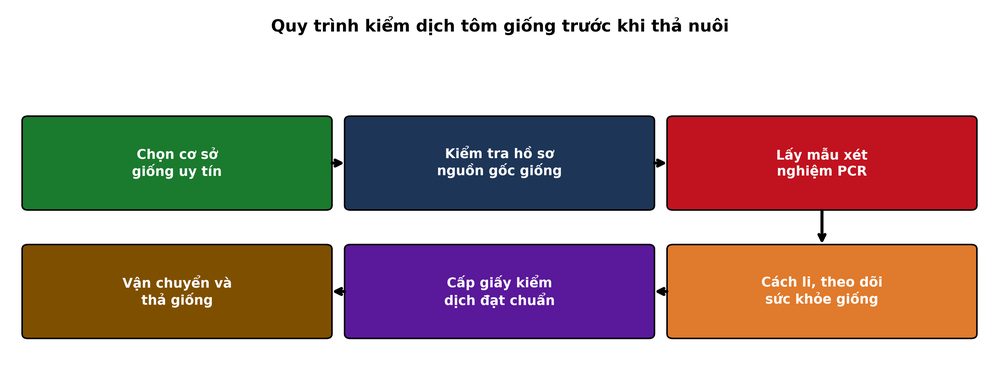 Quy trình kiểm dịch tôm giống trước khi thả nuôi
Chọn cơ sở
giống uy tín
Kiểm tra hồ sơ
nguồn gốc giống
Lấy mẫu xét
nghiệm PCR
Cách li, theo dõi
sức khỏe giống
Cấp giấy kiểm
dịch đạt chuẩn
Vận chuyển và
thả giống